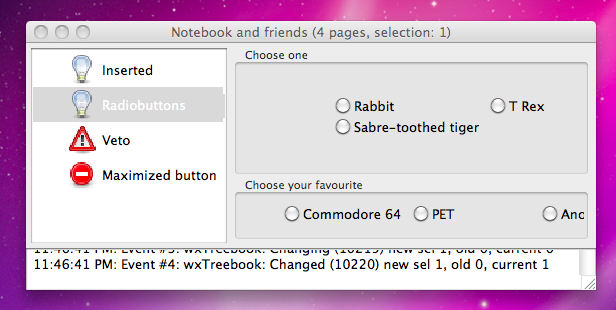 Notebook and friends (4 pages, selection: 1)
Inserted
Radiobuttons
Veto
Maximized button
Choose one
Rabbit
T Rex
Sabre-toothed tiger
Choose your favourite
Commodore 64
PET
11:46:41 PM: Event #3: wxTreebook: Changing (10219) new sel 1, old 0, current 0
11:46:41 PM: Event #4: wxTreebook: Changed (10220) new sel 1, old 0, current 1